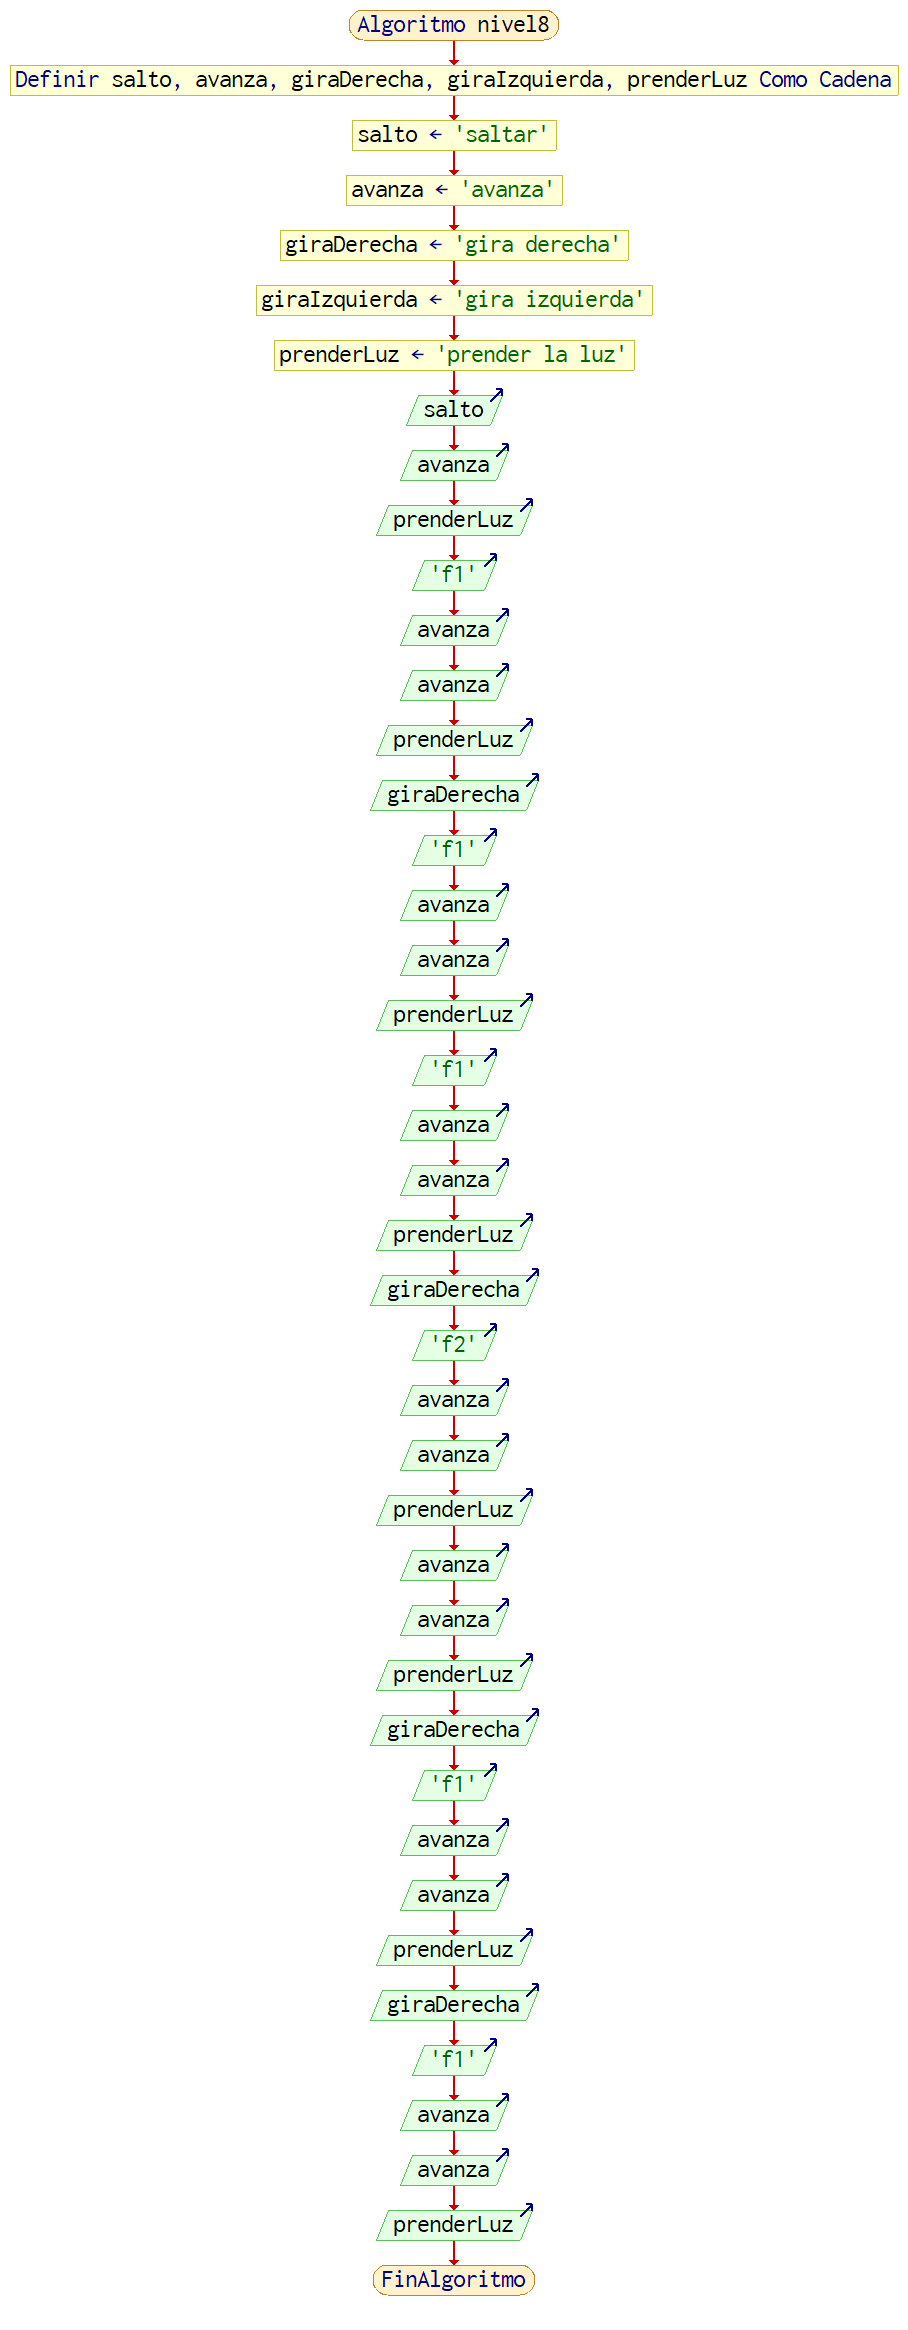 Algoritmo nivel8
Definir salto, avanza, giraDerecha, giraIzquierda, prenderLuz Como Cadena
salto ← 'saltar'
avanza ← 'avanza'
giraDerecha ← 'gira derecha'
giraIzquierda ← 'gira izquierda'
prenderLuz ← 'prender la luz'
salto
avanza
prenderLuz
'f1'
avanza
avanza
prenderLuz
giraDerecha
'f1'
avanza
avanza
prenderLuz
'f1'
avanza
avanza
prenderLuz
giraDerecha
'f2'
avanza
avanza
prenderLuz
avanza
avanza
prenderLuz
giraDerecha
'f1'
avanza
avanza
prenderLuz
giraDerecha
'f1'
avanza
avanza
prenderLuz
FinAlgoritmo